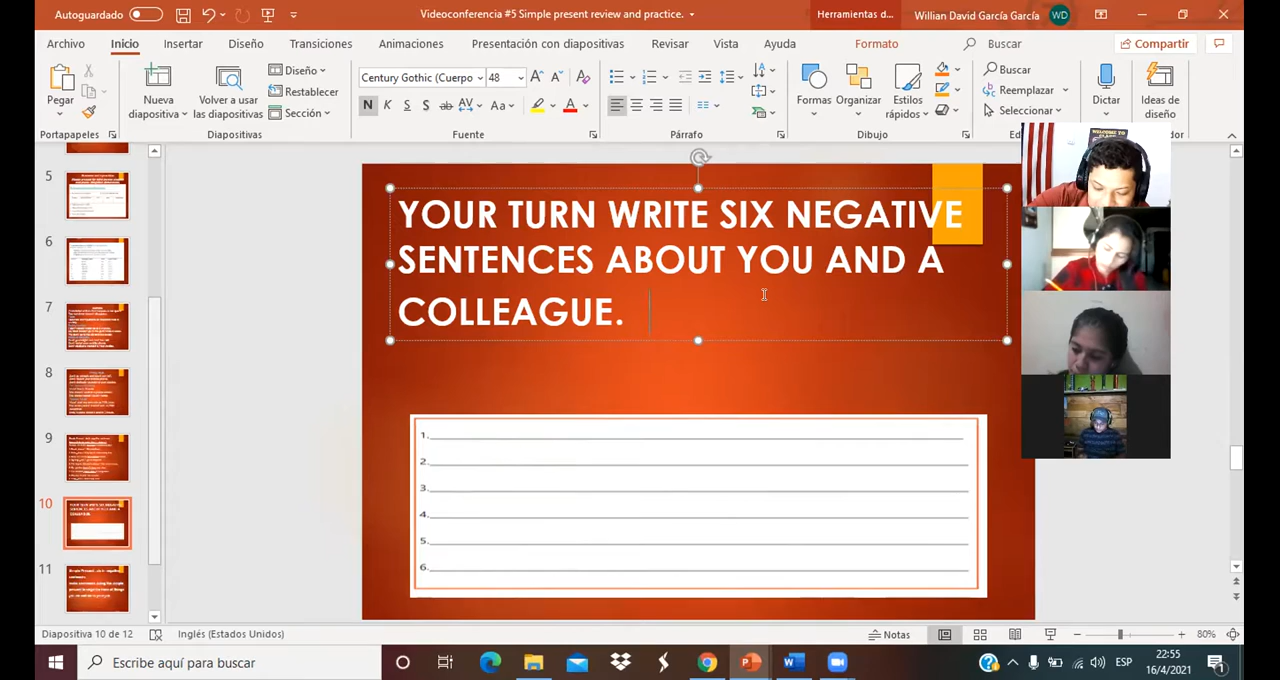 Autoguardado
Videoconferencia #5 Simple present review and practice.
Herramientas d...
Willian David García García
WD
Archivo
Inicio
Insertar
Diseño
Transiciones
Animaciones
Presentación con diapositivas
Revisar
Vista
Ayuda
Formato
Buscar
Compartir
Pegar
Nueva diapositiva
Volver a usar las diapositivas
Diseño
Restablecer
Sección
Century Gothic (Cuerpo
48
N K S S ab AV Aa A
Formas
Organizar
Estilos rápidos
Buscar
Reemplazar
Seleccionar
Dictar
Ideas de diseño
Portapapeles
Diapositivas
Fuente
Párrafo
Dibujo
WELCOME TO
5
6
7
8
9
10
11
YOUR TURN WRITE SIX NEGATIVE
SENTENCES ABOUT YOU AND A
COLLEAGUE.
1.
2.
3.
4.
5.
6.
Diapositiva 10 de 12
Inglés (Estados Unidos)
Notas
80%
Escribe aquí para buscar
ESP
22:55
16/4/2021